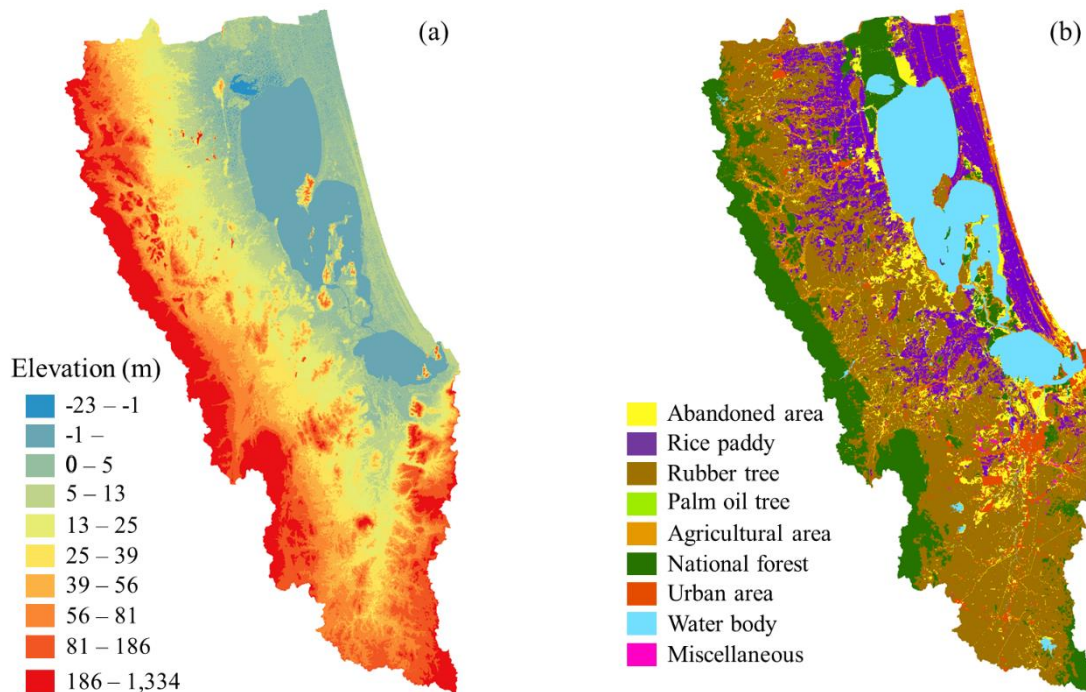 (a)
Elevation (m)
-23 – -1
-1 –
0 – 5
5 – 13
13 – 25
25 – 39
39 – 56
56 – 81
81 – 186
186 – 1,334
(b)
Abandoned area
Rice paddy
Rubber tree
Palm oil tree
Agricultural area
National forest
Urban area
Water body
Miscellaneous